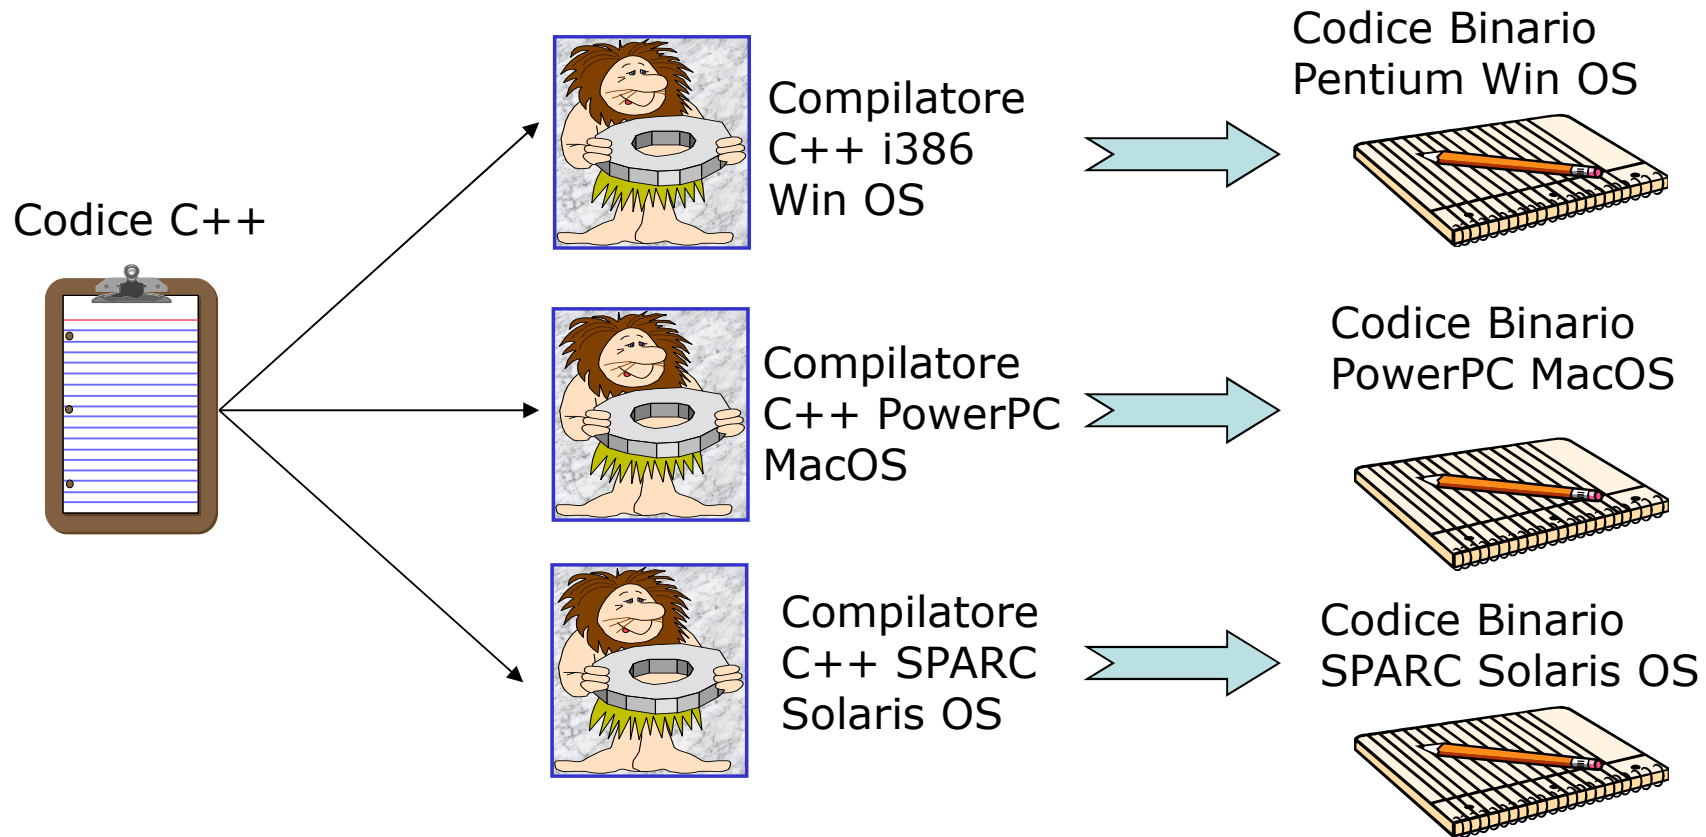 Codice C++
Compilatore
C++ i386
Win OS
Codice Binario
Pentium Win OS
Compilatore
C++ PowerPC
MacOS
Codice Binario
PowerPC MacOS
Compilatore
C++ SPARC
Solaris OS
Codice Binario
SPARC Solaris OS